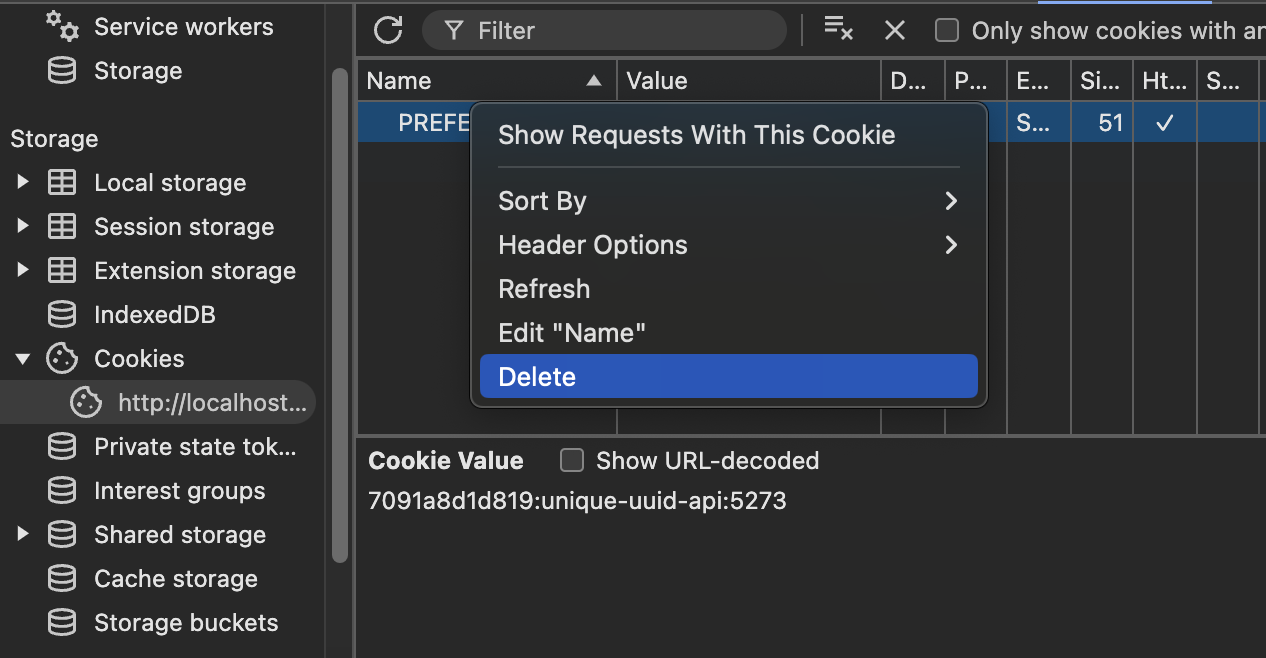 Service workers
Storage
Storage
Local storage
Session storage
Extension storage
IndexedDB
Cookies
http://localhost...
Private state tok...
Interest groups
Shared storage
Cache storage
Storage buckets
Filter
Only show cookies with an
Name Value D... P... E... Si... Ht... S...
PREFE S... 51
Show Requests With This Cookie
Sort By
Header Options
Refresh
Edit "Name"
Delete
Cookie Value Show URL-decoded
7091a8d1d819:unique-uuid-api:5273